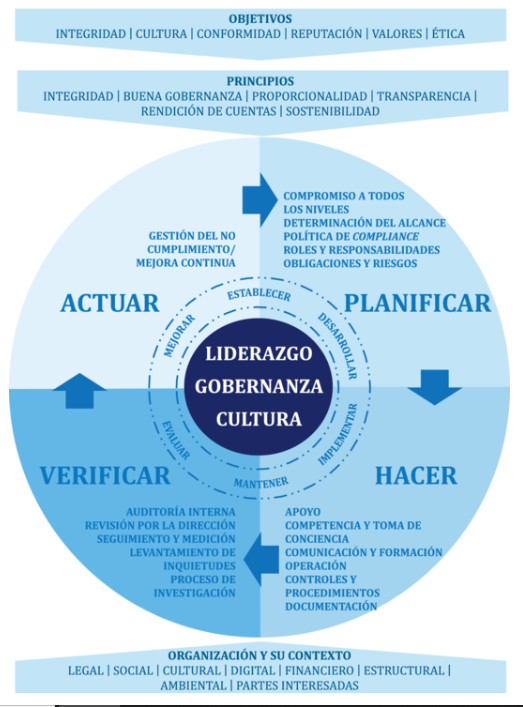 OBJETIVOS
INTEGRIDAD | CULTURA | CONFORMIDAD | REPUTACIÓN | VALORES | ÉTICA
PRINCIPIOS
INTEGRIDAD | BUENA GOBERNANZA | PROPORCIONALIDAD | TRANSPARENCIA |
RENDICIÓN DE CUENTAS | SOSTENIBILIDAD
GESTIÓN DEL NO
CUMPLIMIENTO/
MEJORA CONTINUA
ACTUAR
COMPROMISO A TODOS
LOS NIVELES
DETERMINACIÓN DEL ALCANCE
POLÍTICA DE COMPLIANCE
ROLES Y RESPONSABILIDADES
OBLIGACIONES Y RIESGOS
PLANIFICAR
ESTABLECER
DESARROLLAR
IMPLEMENTAR
MANTENER
EVALUAR
MEJORAR
LIDERAZGO
GOBERNANZA
CULTURA
VERIFICAR
AUDITORÍA INTERNA
REVISIÓN POR LA DIRECCIÓN
SEGUIMIENTO Y MEDICIÓN
LEVANTAMIENTO DE
INQUIETUDES
PROCESO DE
INVESTIGACIÓN
HACER
APOYO
COMPETENCIA Y TOMA DE
CONCIENCIA
COMUNICACIÓN Y FORMACIÓN
OPERACIÓN
CONTROLES Y
PROCEDIMIENTOS
DOCUMENTACIÓN
ORGANIZACIÓN Y SU CONTEXTO
LEGAL | SOCIAL | CULTURAL | DIGITAL | FINANCIERO | ESTRUCTURAL |
AMBIENTAL | PARTES INTERESADAS